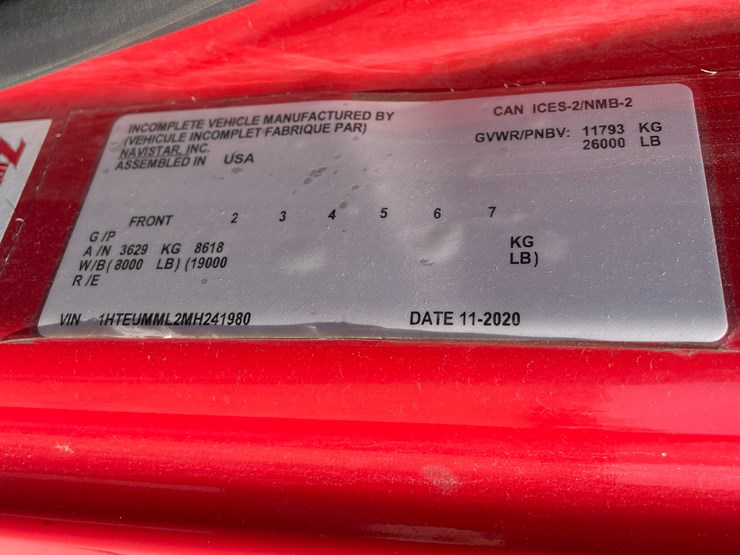 INCOMPLETE VEHICLE MANUFACTURED BY
(VEHICULE INCOMPLET FABRIQUE PAR)
NAVISTAR, INC.
ASSEMBLED IN USA
CAN ICES-2/NMB-2
GVWR/PNBV: 11793 KG
26000 LB
FRONT 2 3 4 5 6 7
G /P
A /N 3629 KG 8618 KG
W/B( 8000 LB) (19000 LB)
R /E
VIN 1HTEUMML2MH241980 DATE 11-2020